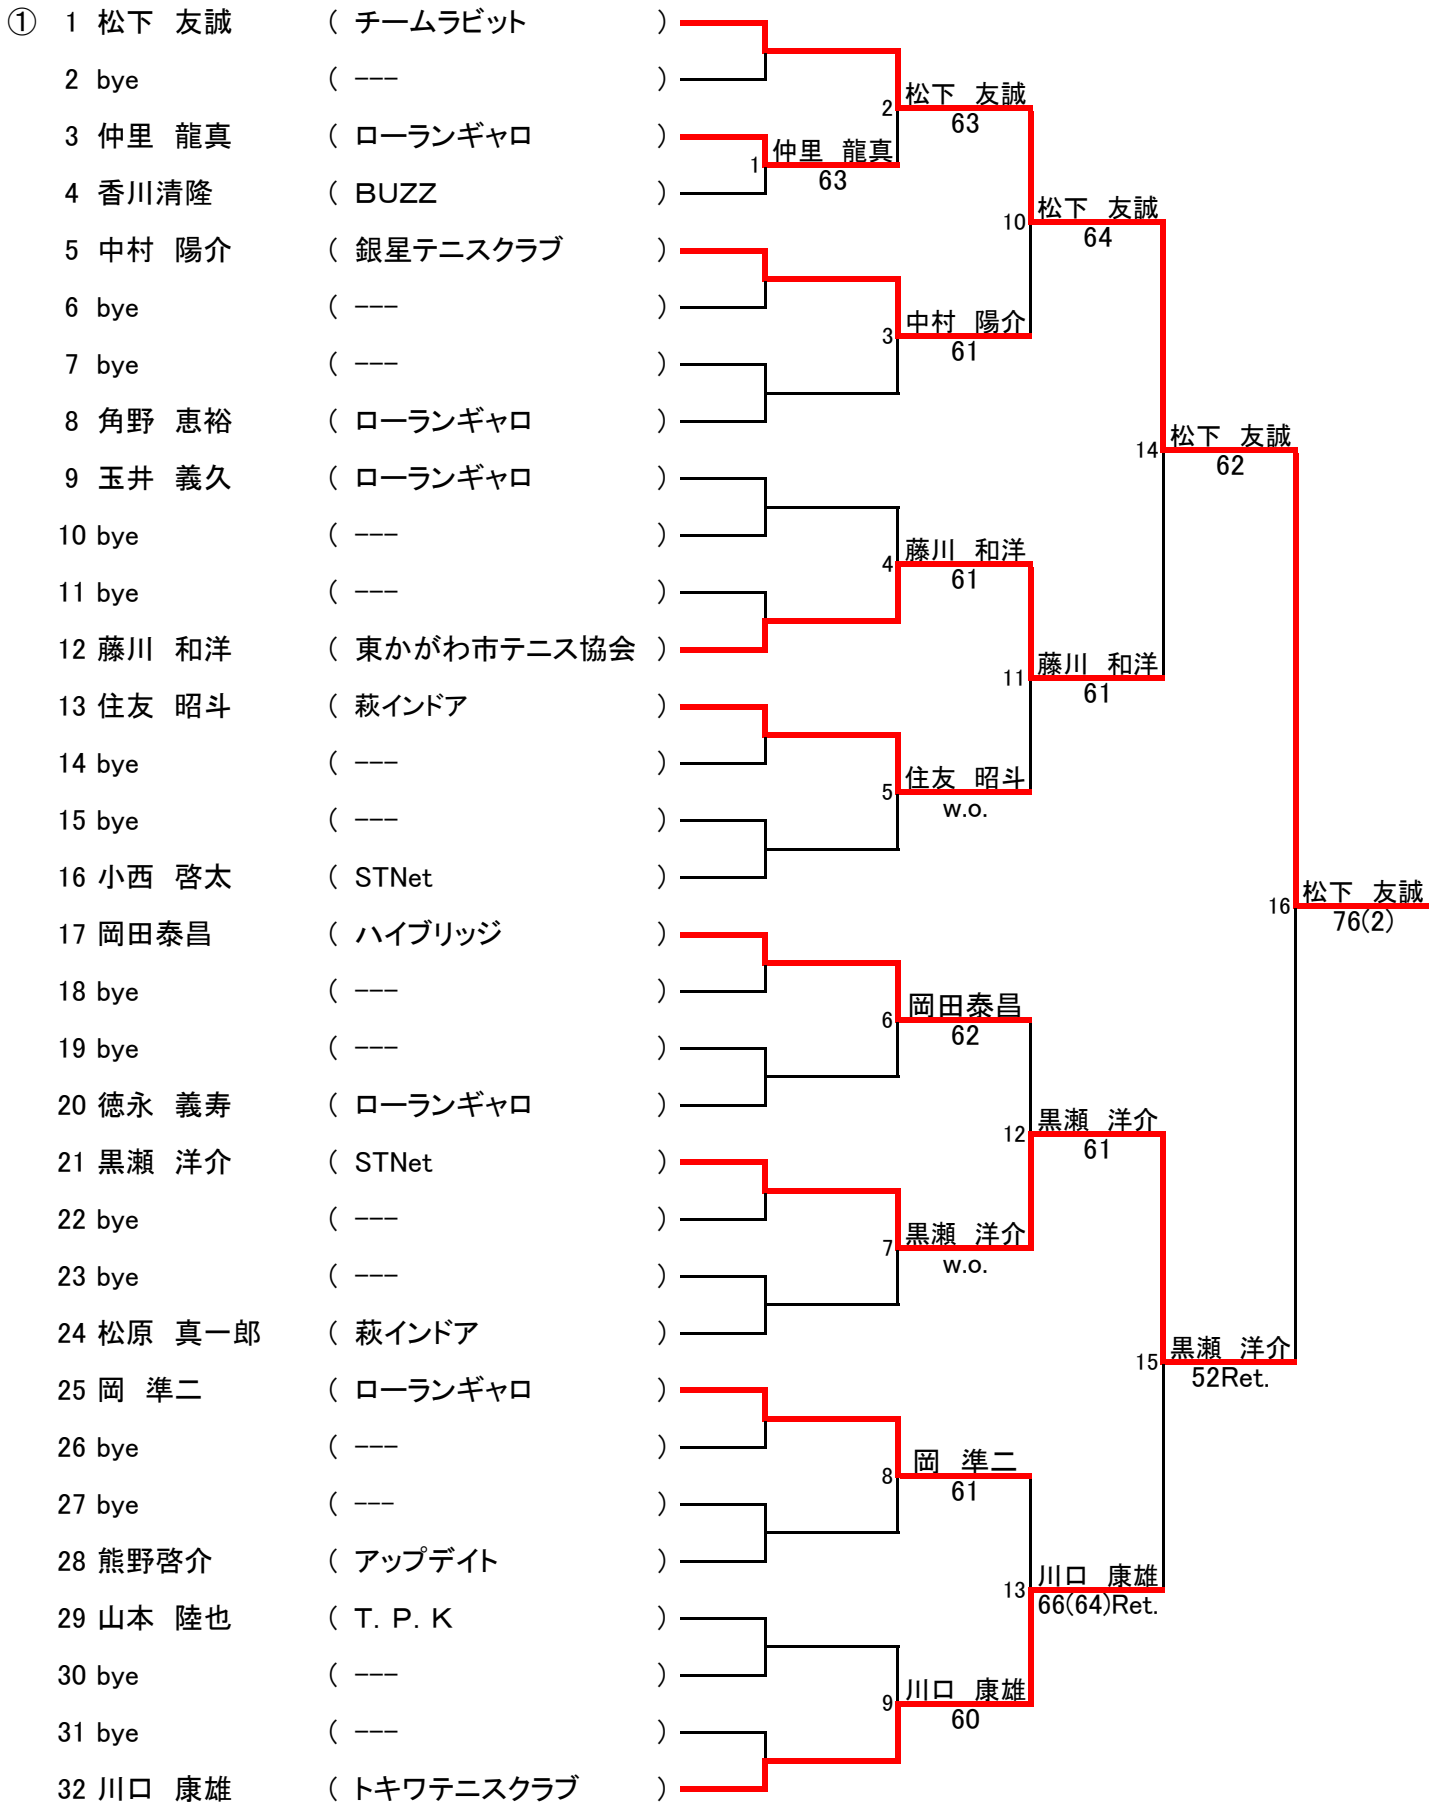 ① 1 松下 友誠 ( チームラビット )
2 bye ( --- )
松下 友誠
2
63
3 仲里 龍真 ( ローランギャロ )
仲里 龍真
1
63
4 香川清隆 ( BUZZ )
松下 友誠
10
64
5 中村 陽介 ( 銀星テニスクラブ )
6 bye ( --- )
中村 陽介
3
61
7 bye ( --- )
8 角野 恵裕 ( ローランギャロ )
松下 友誠
14
62
9 玉井 義久 ( ローランギャロ )
10 bye ( --- )
藤川 和洋
4
61
11 bye ( --- )
12 藤川 和洋 ( 東かがわ市テニス協会 )
藤川 和洋
11
61
13 住友 昭斗 ( 萩インドア )
14 bye ( --- )
住友 昭斗
5
w.o.
15 bye ( --- )
16 小西 啓太 ( STNet )
松下 友誠
16
76(2)
17 岡田泰昌 ( ハイブリッジ )
18 bye ( --- )
岡田泰昌
6
62
19 bye ( --- )
20 徳永 義寿 ( ローランギャロ )
黒瀬 洋介
12
61
21 黒瀬 洋介 ( STNet )
22 bye ( --- )
黒瀬 洋介
7
w.o.
23 bye ( --- )
24 松原 真一郎 ( 萩インドア )
黒瀬 洋介
15
52Ret.
25 岡 準二 ( ローランギャロ )
26 bye ( --- )
岡 準二
8
61
27 bye ( --- )
28 熊野啓介 ( アップデイト )
川口 康雄
13
66(64)Ret.
29 山本 陸也 ( T. P. K )
30 bye ( --- )
川口 康雄
9
60
31 bye ( --- )
32 川口 康雄 ( トキワテニスクラブ )